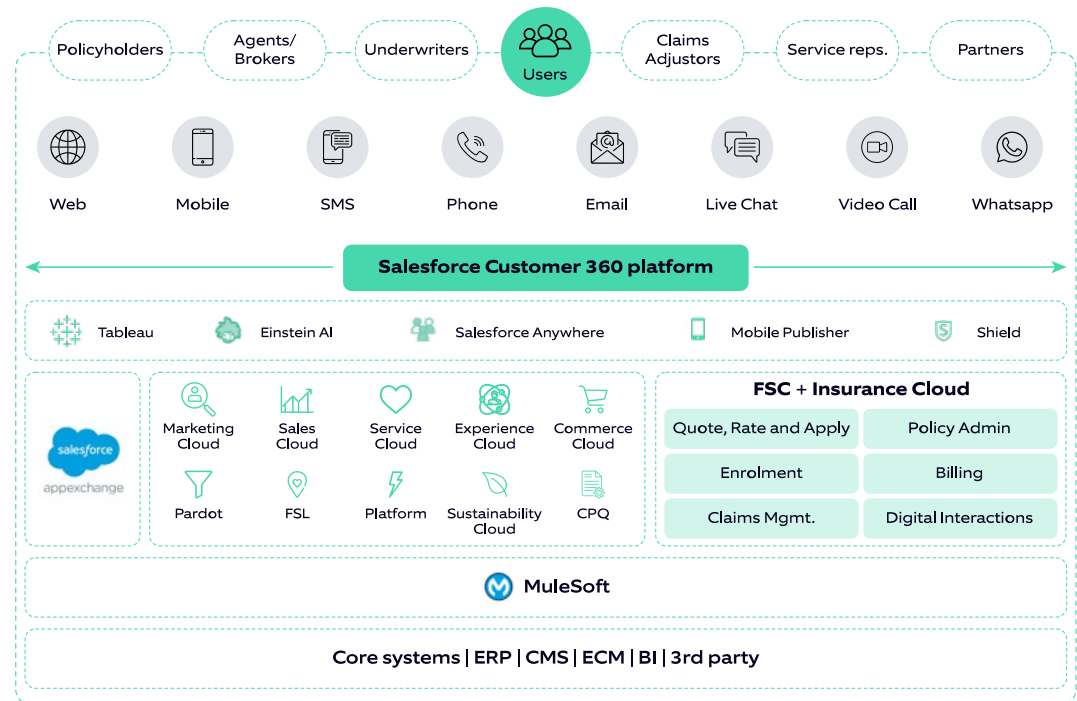 Policyholders
Agents/
Brokers
Underwriters
Users
Claims
Adjustors
Service reps.
Partners
Web
Mobile
SMS
Phone
Email
Live Chat
Video Call
Whatsapp
Salesforce Customer 360 platform
Tableau
Einstein AI
Salesforce Anywhere
Mobile Publisher
S
Shield
salesforce
appexchange
Marketing
Cloud
Sales
Cloud
Service
Cloud
Experience
Cloud
Commerce
Cloud
Pardot
FSL
Platform
Sustainability
Cloud
CPQ
FSC + Insurance Cloud
Quote, Rate and Apply
Policy Admin
Enrolment
Billing
Claims Mgmt.
Digital Interactions
MuleSoft
Core systems | ERP | CMS | ECM | BI | 3rd party